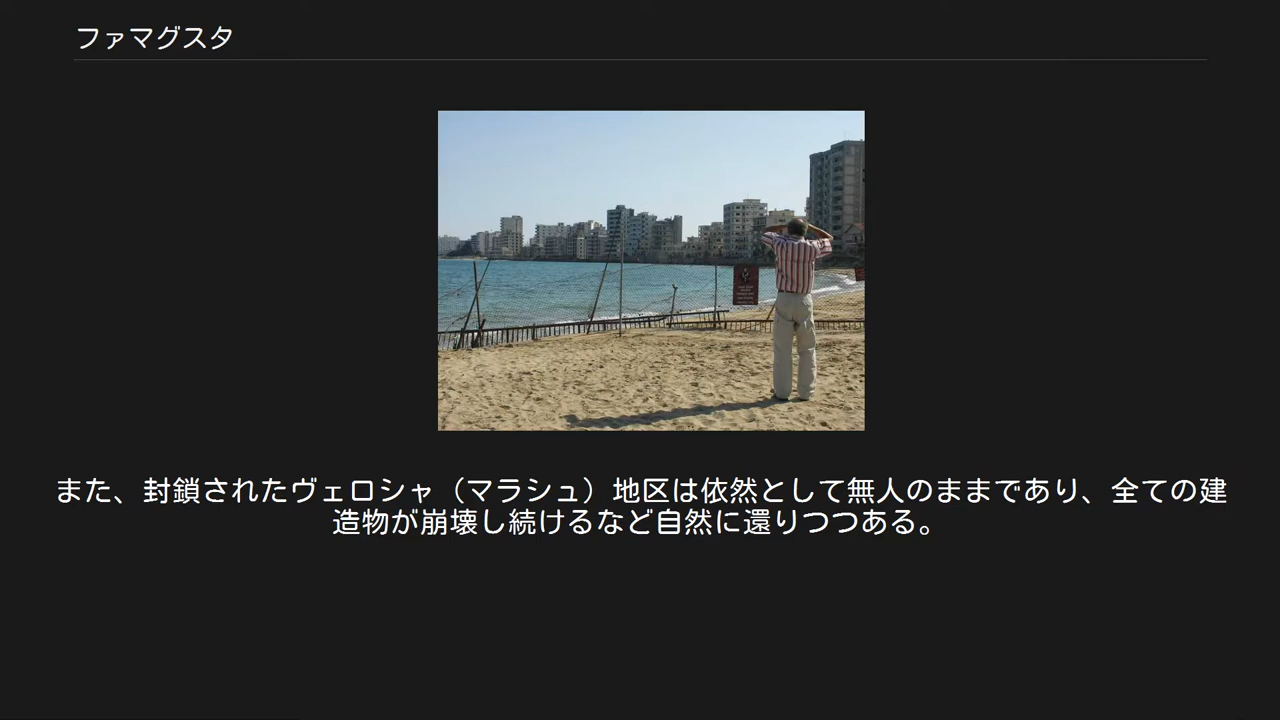 ファマグスタ
また、封鎖されたヴェロシャ（マラシュ）地区は依然として無人のままであり、全ての建
造物が崩壊し続けるなど自然に還りつつある。